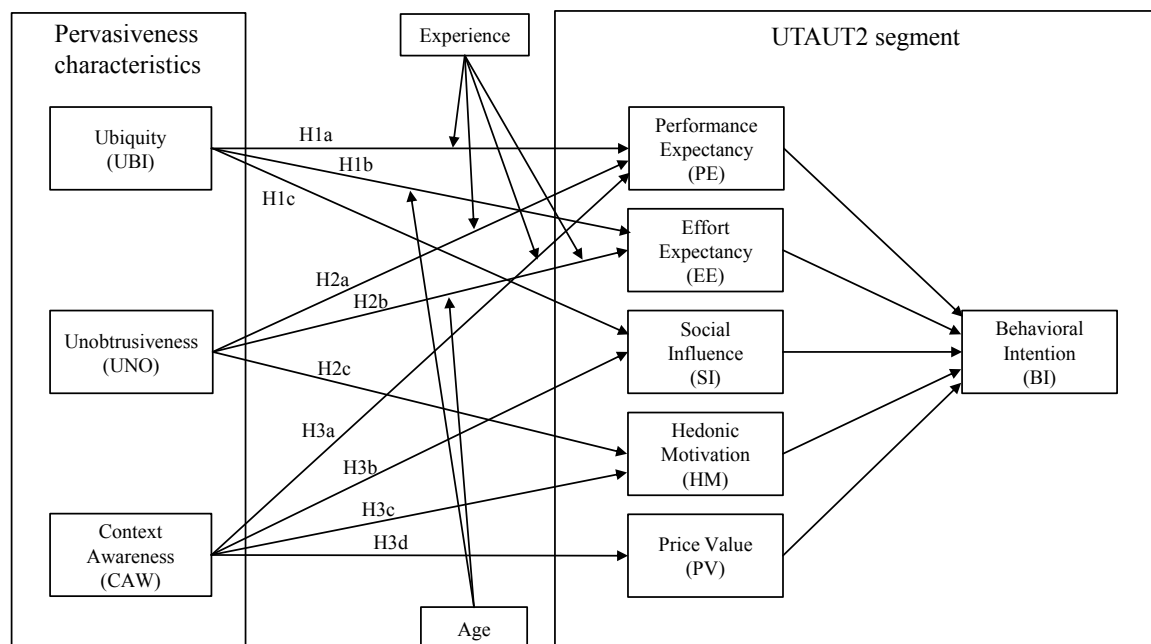 Pervasiveness
characteristics
Experience
UTAUT2 segment
Ubiquity
(UBI)
H1a
H1b
H1c
Performance
Expectancy
(PE)
Effort
Expectancy
(EE)
Unobtrusiveness
(UNO)
H2a
H2b
H2c
Social
Influence
(SI)
Behavioral
Intention
(BI)
Hedonic
Motivation
(HM)
Context
Awareness
(CAW)
H3a
H3b
H3c
H3d
Price Value
(PV)
Age